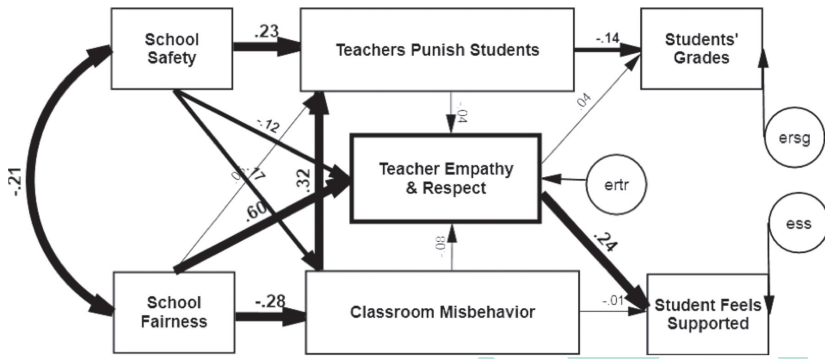 School
Safety
.23
Teachers Punish Students
-.14
Students'
Grades
-.12
-.04
.04
ersg
-.21
.17
.32
Teacher Empathy
& Respect
ertr
.60
.24
ess
School
Fairness
-.28
Classroom Misbehavior
-.01
Student Feels
Supported